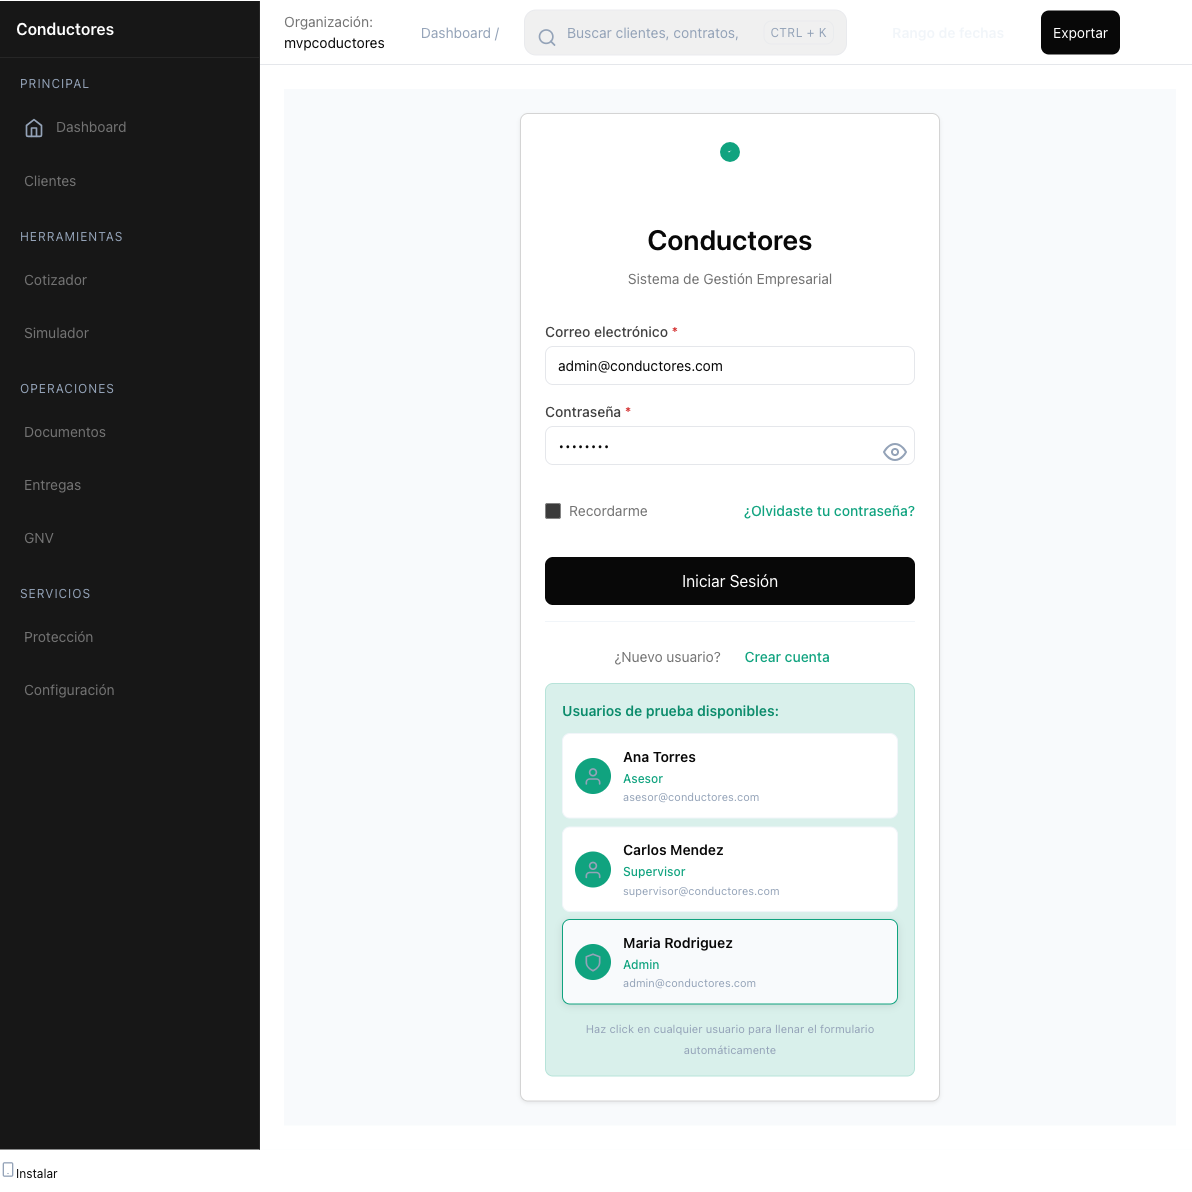 Conductores
PRINCIPAL
Dashboard
Clientes
HERRAMIENTAS
Cotizador
Simulador
OPERACIONES
Documentos
Entregas
GNV
SERVICIOS
Protección
Configuración
Instalar
Organización:
mvpcoductores
Dashboard /
Buscar clientes, contratos,
CTRL + K
Rango de fechas
Exportar
Conductores
Sistema de Gestión Empresarial
Correo electrónico *
admin@conductores.com
Contraseña *
••••••••
Recordarme
¿Olvidaste tu contraseña?
Iniciar Sesión
¿Nuevo usuario? Crear cuenta
Usuarios de prueba disponibles:
Ana Torres
Asesor
asesor@conductores.com
Carlos Mendez
Supervisor
supervisor@conductores.com
Maria Rodriguez
Admin
admin@conductores.com
Haz click en cualquier usuario para llenar el formulario
automáticamente